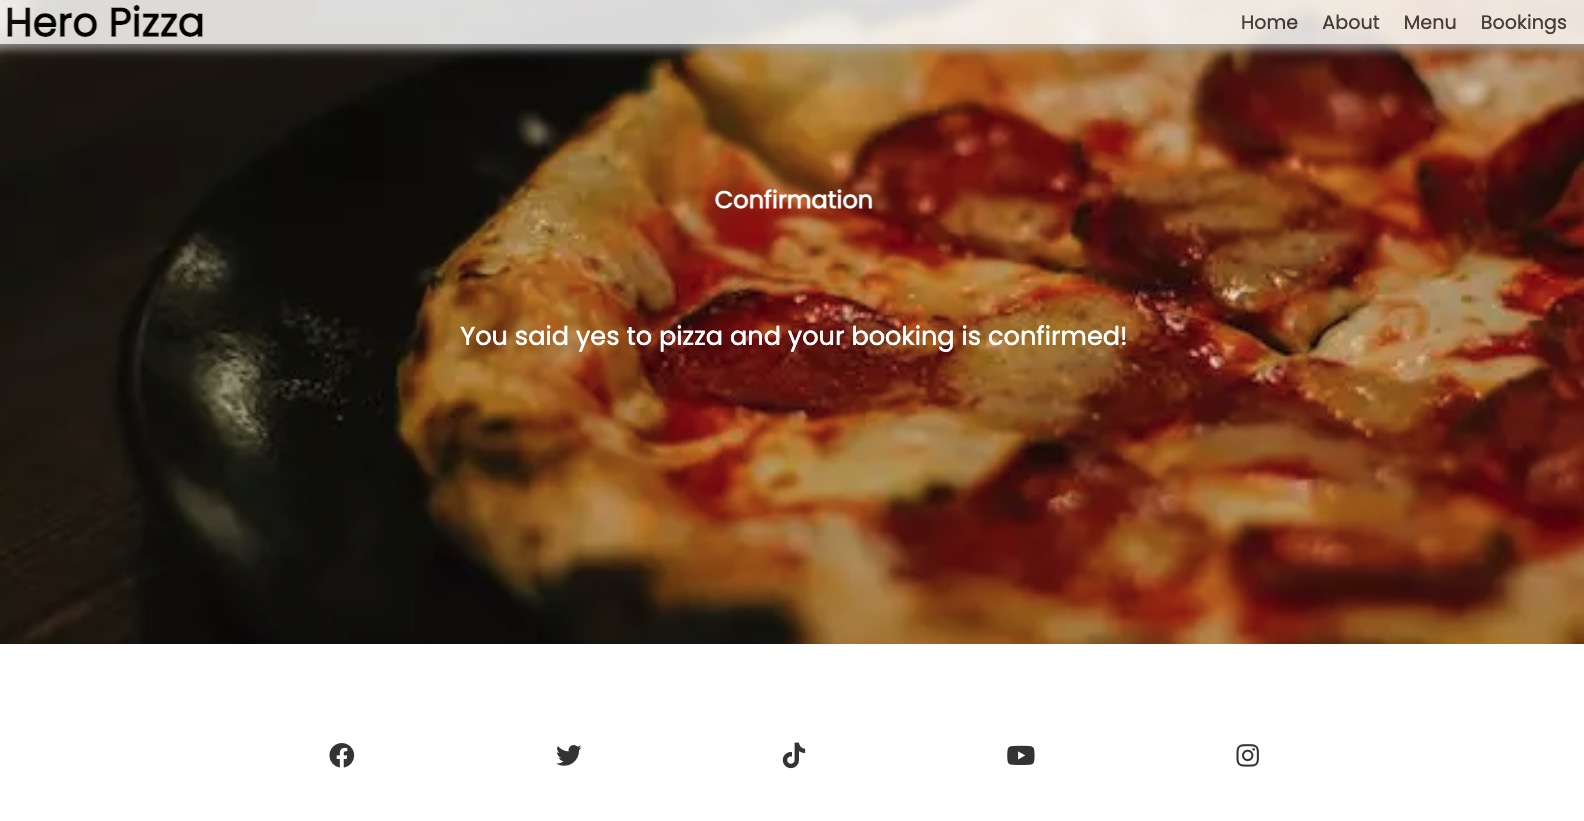 Hero Pizza
Home About Menu Bookings
Confirmation
You said yes to pizza and your booking is confirmed!